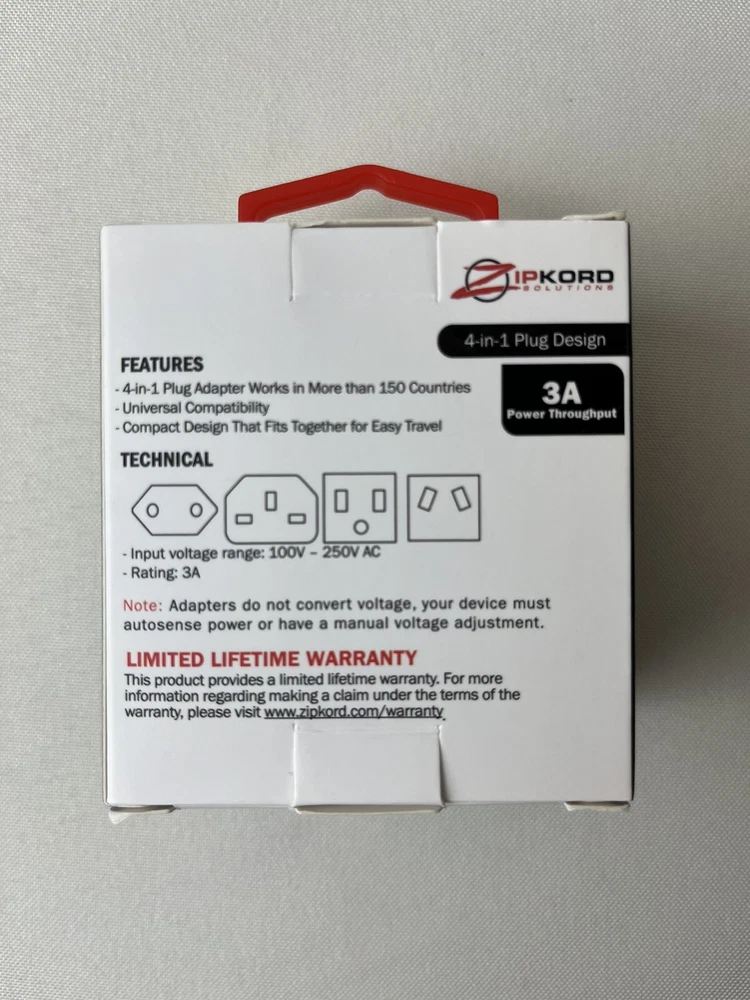 ZIPKORD
SOLUTIONS
4-in-1 Plug Design
3A
Power Throughput
FEATURES
- 4-in-1 Plug Adapter Works in More than 150 Countries
- Universal Compatibility
- Compact Design That Fits Together for Easy Travel
TECHNICAL
- Input voltage range: 100V – 250V AC
- Rating: 3A
Note: Adapters do not convert voltage, your device must
autosense power or have a manual voltage adjustment.
LIMITED LIFETIME WARRANTY
This product provides a limited lifetime warranty. For more
information regarding making a claim under the terms of the
warranty, please visit www.zipkord.com/warranty.